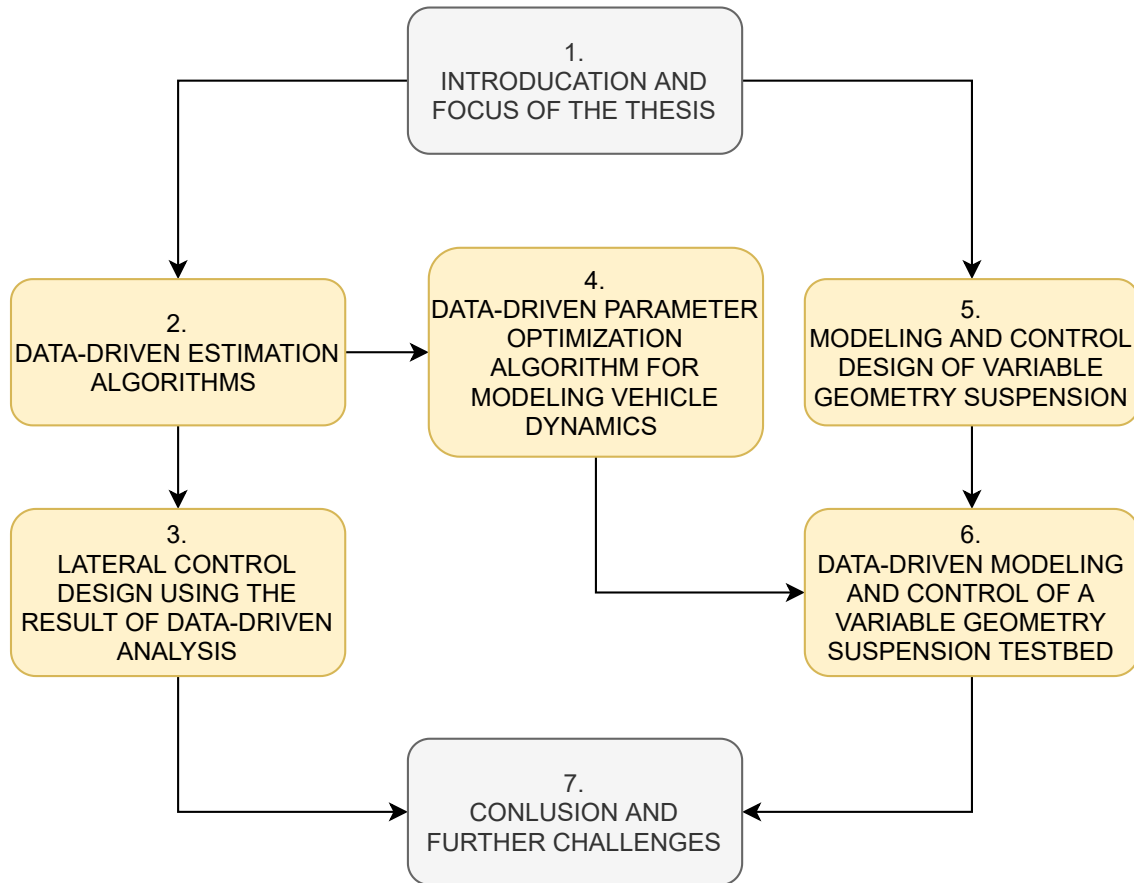 1.
INTRODUCATION AND
FOCUS OF THE THESIS
2.
DATA-DRIVEN ESTIMATION
ALGORITHMS
4.
DATA-DRIVEN PARAMETER
OPTIMIZATION
ALGORITHM FOR
MODELING VEHICLE
DYNAMICS
5.
MODELING AND CONTROL
DESIGN OF VARIABLE
GEOMETRY SUSPENSION
3.
LATERAL CONTROL
DESIGN USING THE
RESULT OF DATA-DRIVEN
ANALYSIS
6.
DATA-DRIVEN MODELING
AND CONTROL OF A
VARIABLE GEOMETRY
SUSPENSION TESTBED
7.
CONLUSION AND
FURTHER CHALLENGES